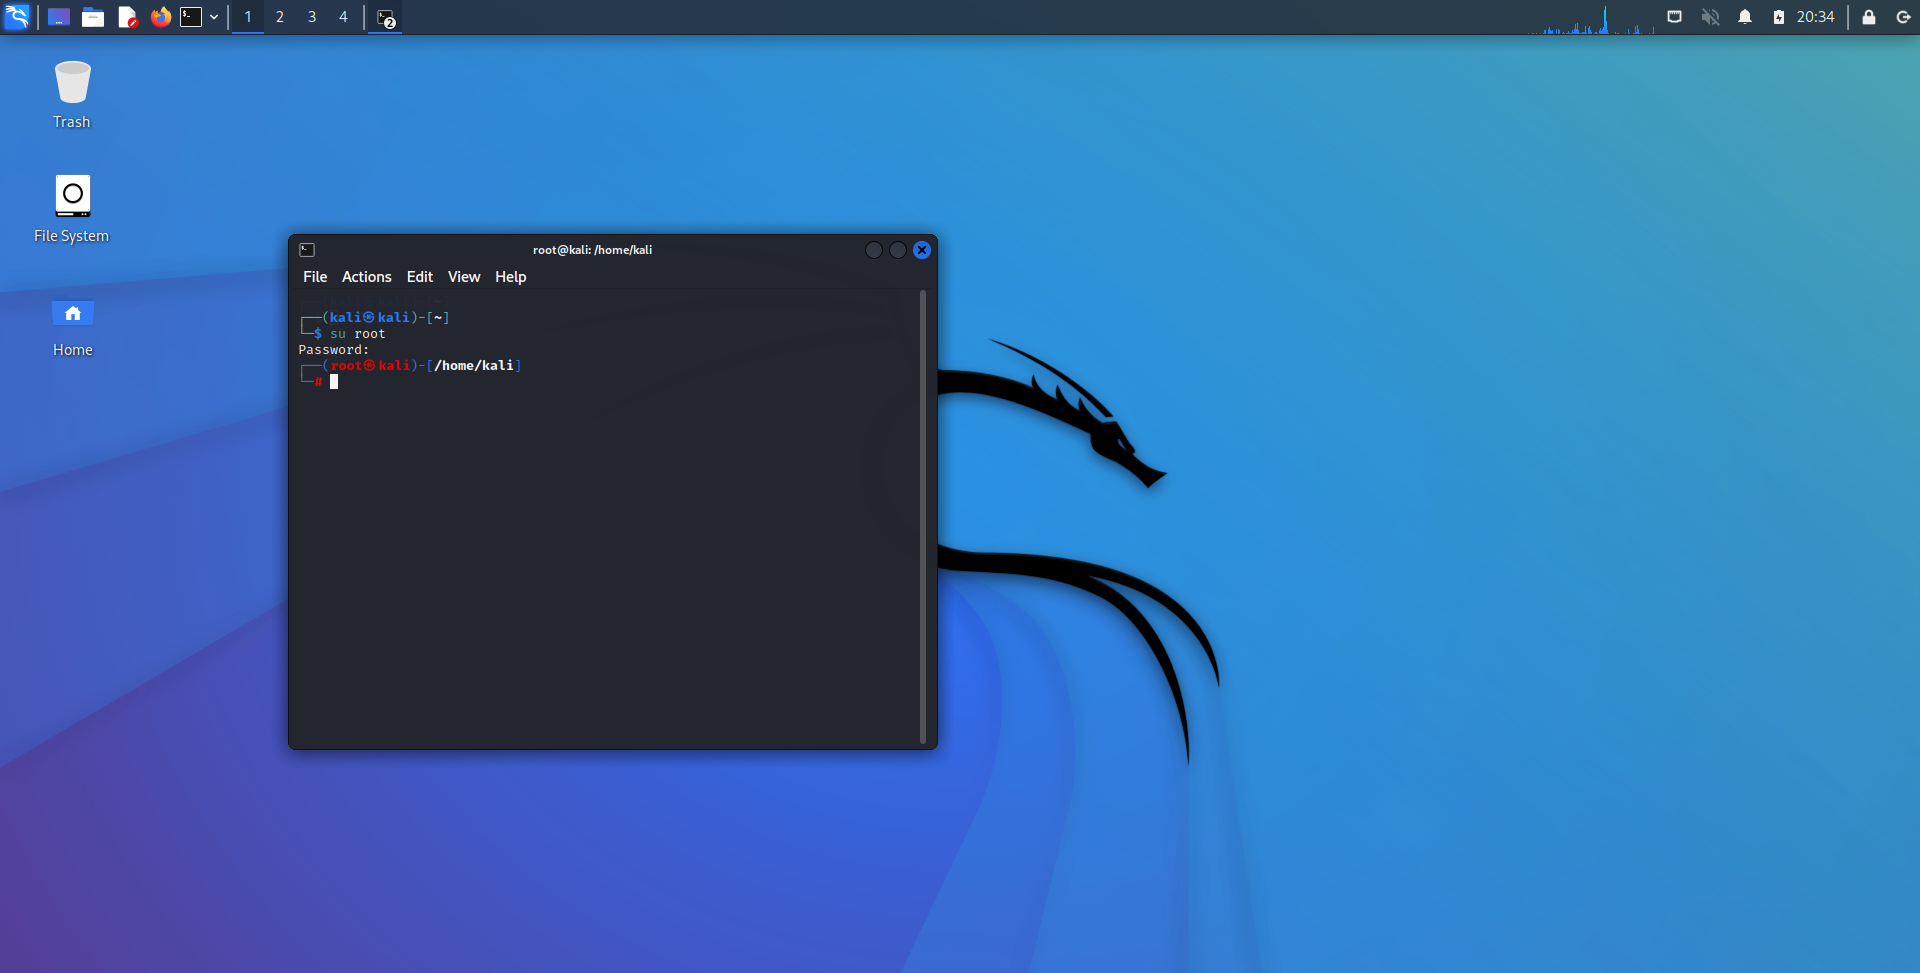 1 2 3 4 2 20:34
Trash
File System
Home
root@kali: /home/kali
File Actions Edit View Help
┌──(kali㉿kali)-[~]
└─$ su root
Password:
┌──(root㉿kali)-[/home/kali]
└─#